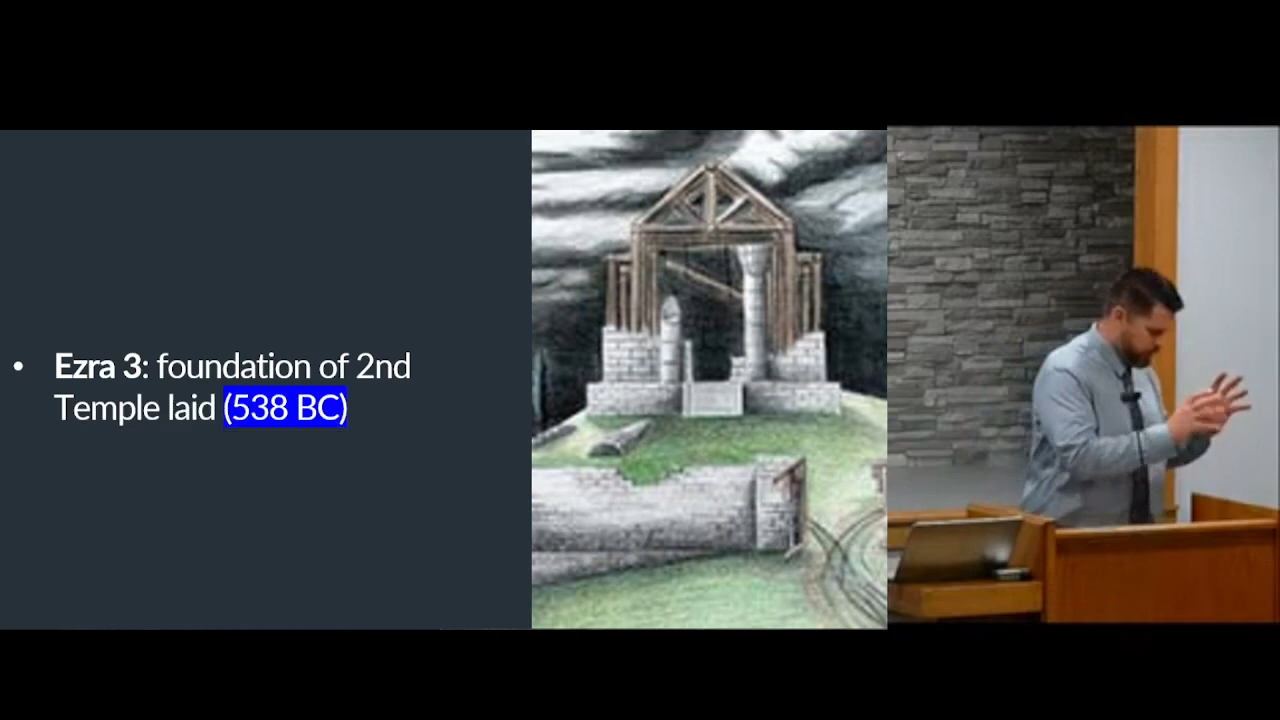 • Ezra 3: foundation of 2nd
Temple laid (538 BC)